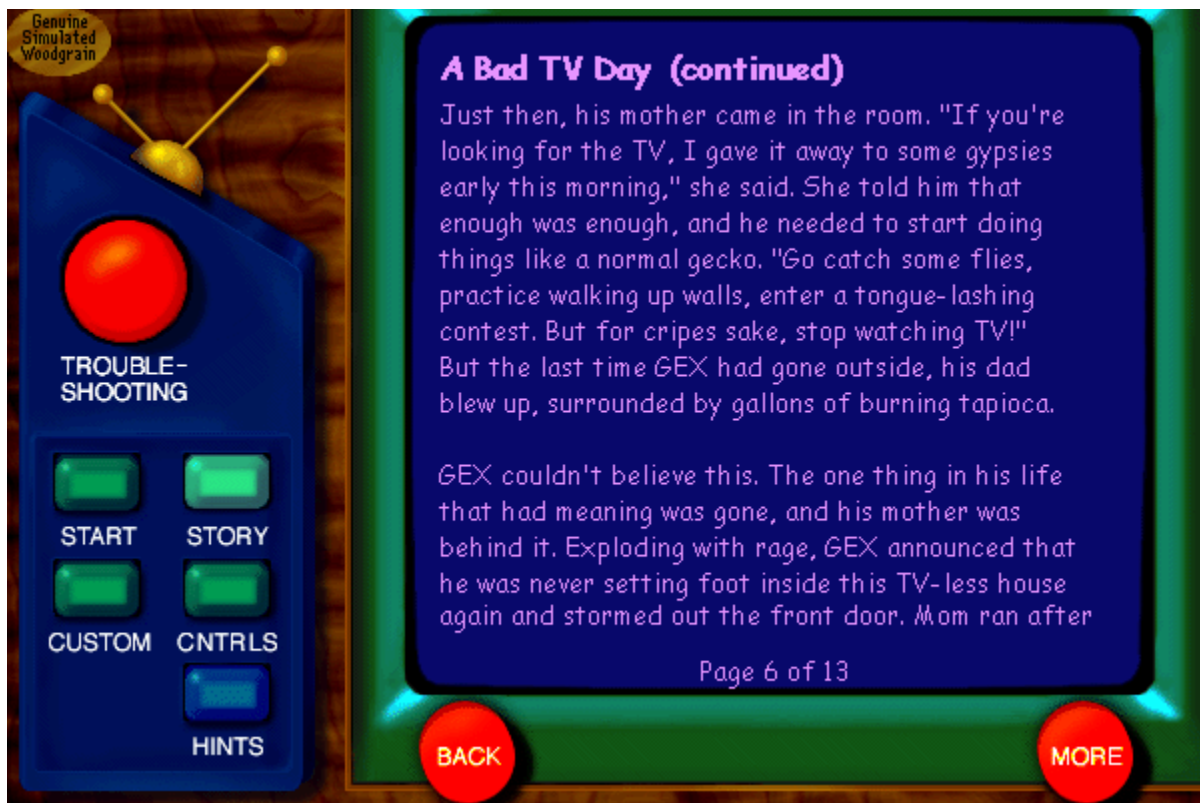 Genuine
Simulated
Woodgrain
A Bad TV Day (continued)
Just then, his mother came in the room. "If you're
looking for the TV, I gave it away to some gypsies
early this morning," she said. She told him that
enough was enough, and he needed to start doing
things like a normal gecko. "Go catch some flies,
practice walking up walls, enter a tongue-lashing
contest. But for cripes sake, stop watching TV!"
But the last time GEX had gone outside, his dad
blew up, surrounded by gallons of burning tapioca.
GEX couldn't believe this. The one thing in his life
that had meaning was gone, and his mother was
behind it. Exploding with rage, GEX announced that
he was never setting foot inside this TV-less house
again and stormed out the front door. Mom ran after
Page 6 of 13
TROUBLE-
SHOOTING
START STORY
CUSTOM CNTRLS
HINTS
BACK MORE